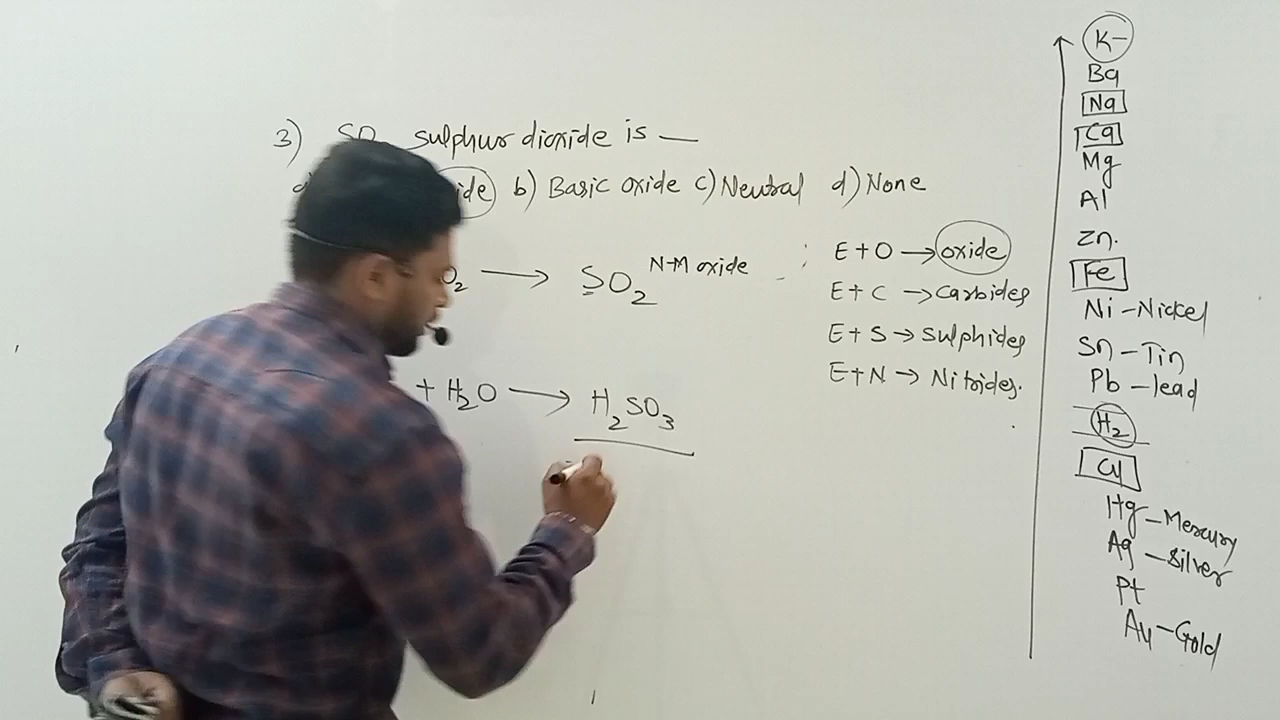 3) SO sulphur dioxide is —
ide b) Basic oxide c) Neutral d) None
O₂ → SO₂ N-M oxide
+ H₂O → H₂SO₃
E + O → oxide
E + C → Carbides
E + S → Sulphides
E + N → Nitrides.
K
Ba
Na
Ca
Mg
Al
Zn.
Fe
Ni - Nickel
Sn - Tin
Pb - lead
H₂
Cu
Hg - Mercury
Ag - Silver
Pt
Au - Gold